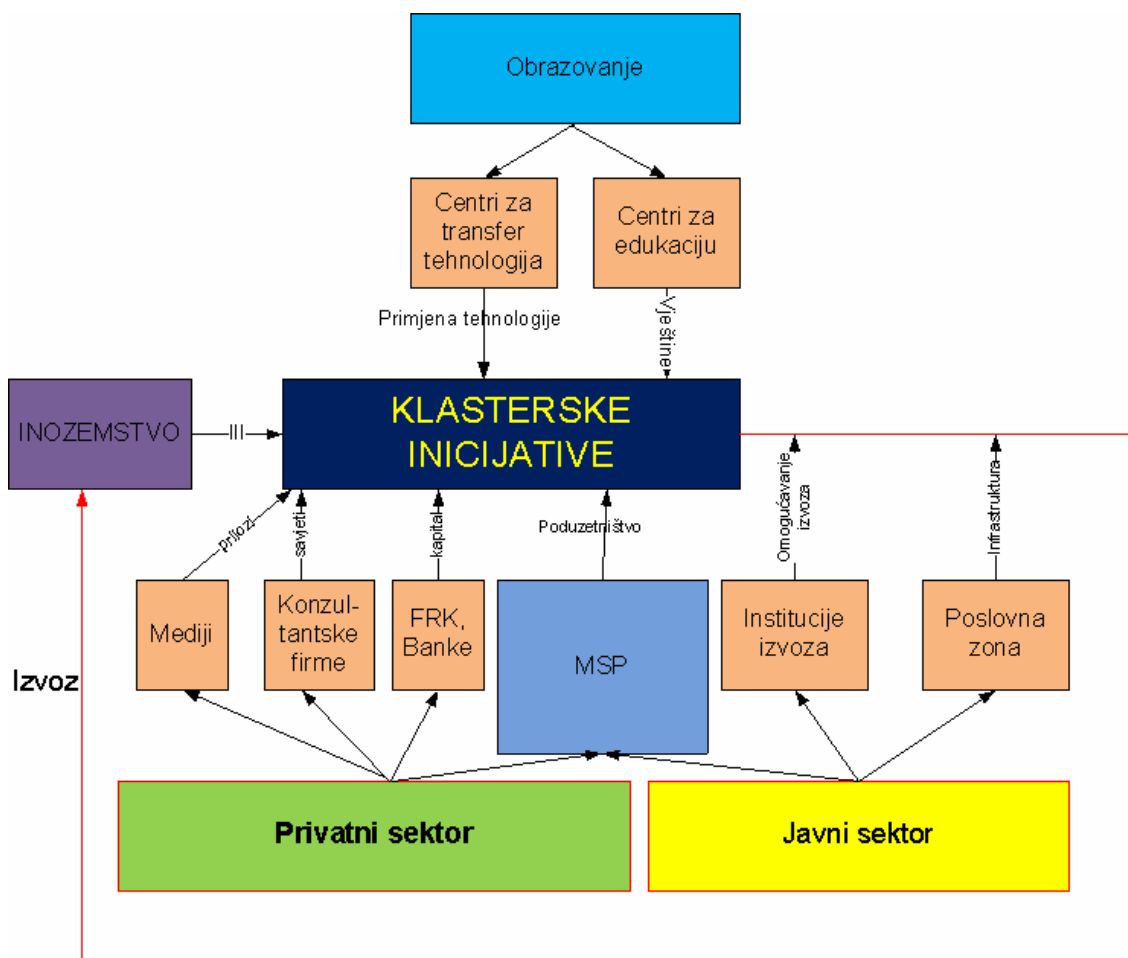 Obrazovanje
Centri za
transfer
tehnologija
Centri za
edukaciju
Primjena tehnologije
Vještine
INOZEMSTVO
III
KLASTERSKE
INICIJATIVE
prilozi
savjeti
kapital
Poduzetništvo
Omogućavanje
izvoza
Infrastruktura
Mediji
Konzul-
tantske
firme
FRK,
Banke
MSP
Institucije
izvoza
Poslovna
zona
Izvoz
Privatni sektor
Javni sektor